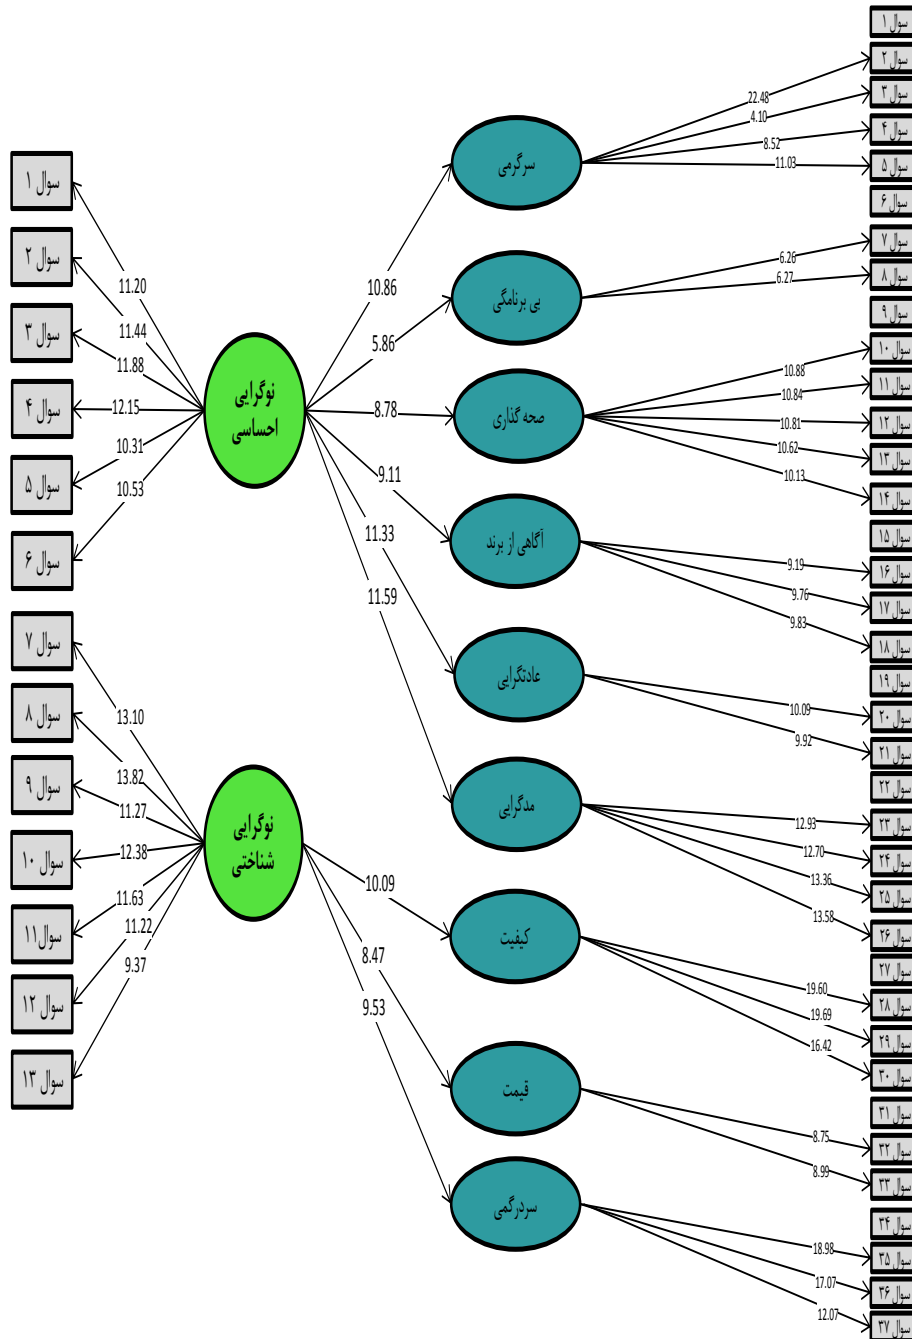 سوال ۱
سوال ۲
سوال ۳
سوال ۴
سوال ۵
سوال ۶
سوال ۷
سوال ۸
سوال ۹
سوال ۱۰
سوال ۱۱
سوال ۱۲
سوال ۱۳
سوال ۱۴
سوال ۱۵
سوال ۱۶
سوال ۱۷
سوال ۱۸
سوال ۱۹
سوال ۲۰
سوال ۲۱
سوال ۲۲
سوال ۲۳
سوال ۲۴
سوال ۲۵
سوال ۲۶
سوال ۲۷
سوال ۲۸
سوال ۲۹
سوال ۳۰
سوال ۳۱
سوال ۳۲
سوال ۳۳
سوال ۳۴
سوال ۳۵
سوال ۳۶
سوال ۳۷
22.48
4.10
8.52
11.03
6.26
6.27
10.88
10.84
10.81
10.62
10.13
9.19
9.76
9.83
10.09
9.92
12.93
12.70
13.36
13.58
19.60
19.69
16.42
8.75
8.99
18.98
17.07
12.07
سرگرمی
بی برنامگی
صحه گذاری
آگاهی از برند
عادتگرایی
مدگرایی
کیفیت
قیمت
سردرگمی
10.86
5.86
8.78
9.11
11.33
11.59
10.09
8.47
9.53
نوگرایی
احساسی
نوگرایی
شناختی
11.20
11.44
11.88
12.15
10.31
10.53
13.10
13.82
11.27
12.38
11.63
11.22
9.37
سوال ۱
سوال ۲
سوال ۳
سوال ۴
سوال ۵
سوال ۶
سوال ۷
سوال ۸
سوال ۹
سوال ۱۰
سوال۱۱
سوال ۱۲
سوال ۱۳